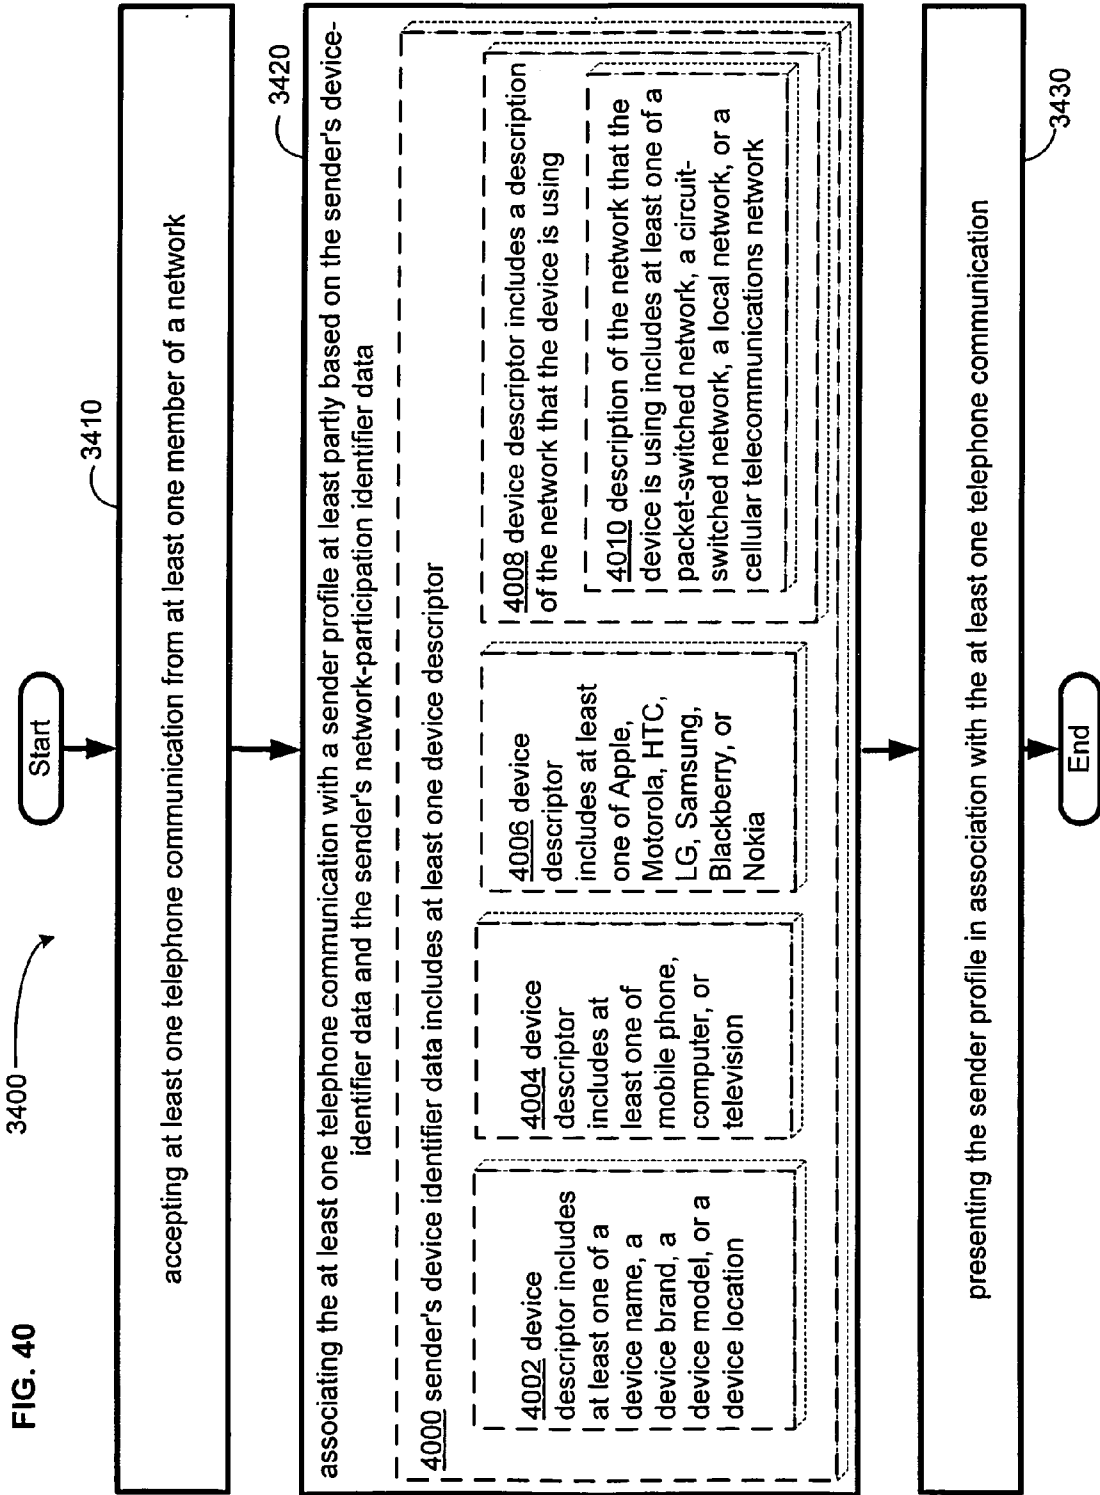 FIG. 40
3400
Start
3410
accepting at least one telephone communication from at least one member of a network
3420
associating the at least one telephone communication with a sender profile at least partly based on the sender's device-
identifier data and the sender's network-participation identifier data
4000 sender's device identifier data includes at least one device descriptor
4002 device
descriptor includes
at least one of a
device name, a
device brand, a
device model, or a
device location
4004 device
descriptor
includes at
least one of
mobile phone,
computer, or
television
4006 device
descriptor
includes at least
one of Apple,
Motorola, HTC,
LG, Samsung,
Blackberry, or
Nokia
4008 device descriptor includes a description
of the network that the device is using
4010 description of the network that the
device is using includes at least one of a
packet-switched network, a circuit-
switched network, a local network, or a
cellular telecommunications network
3430
presenting the sender profile in association with the at least one telephone communication
End